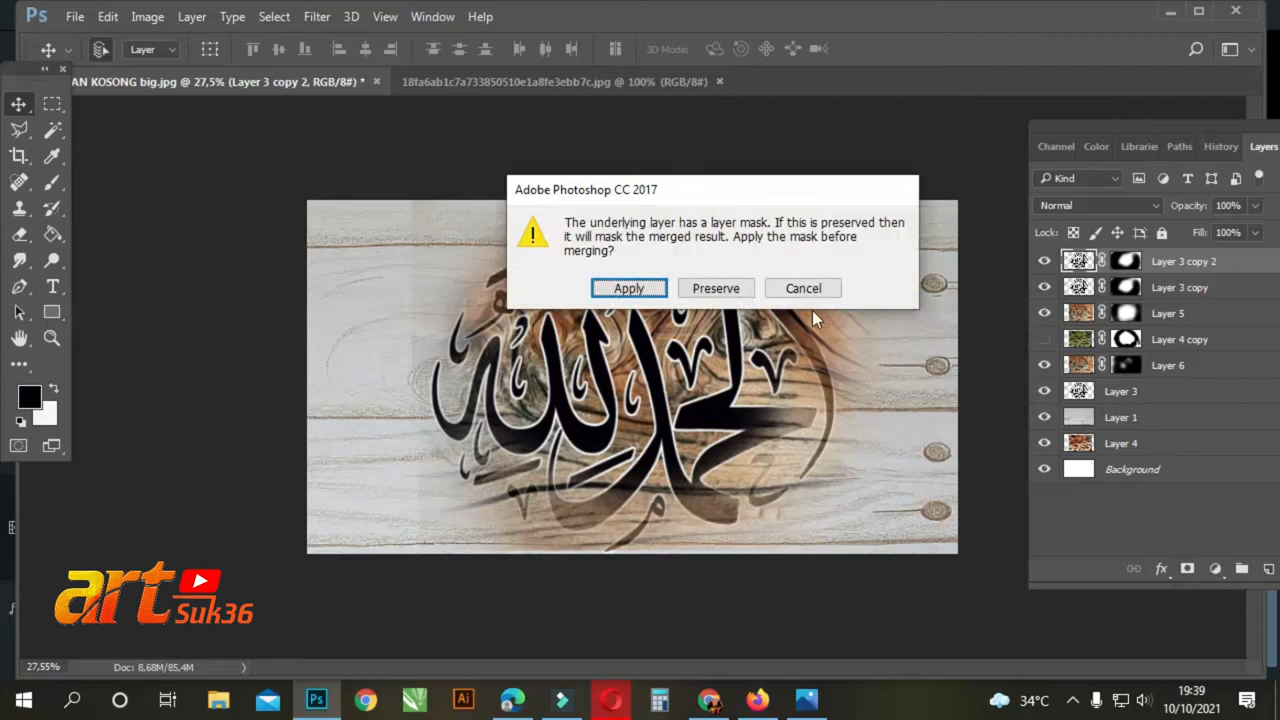 Ps File Edit Image Layer Type Select Filter 3D View Window Help
Layer 3D Mode:
AN KOSONG big.jpg @ 27,5% (Layer 3 copy 2, RGB/8#) * × 18fa6ab1c7a733850510e1a8fe3ebb7c.jpg @ 100% (RGB/8#) ×
Channel Color Librarie Paths History Layers
Kind
Normal Opacity: 100%
Lock: Fill: 100%
Adobe Photoshop CC 2017
The underlying layer has a layer mask. If this is preserved then
it will mask the merged result. Apply the mask before
merging?
Apply Preserve Cancel
Layer 3 copy 2
Layer 3 copy
Layer 5
Layer 4 copy
Layer 6
Layer 3
Layer 1
Layer 4
Background
الحمد لله
art
Suk36
27,55% Doc: 8,68M/85,4M
Ps Ai 34°C 19:39
10/10/2021